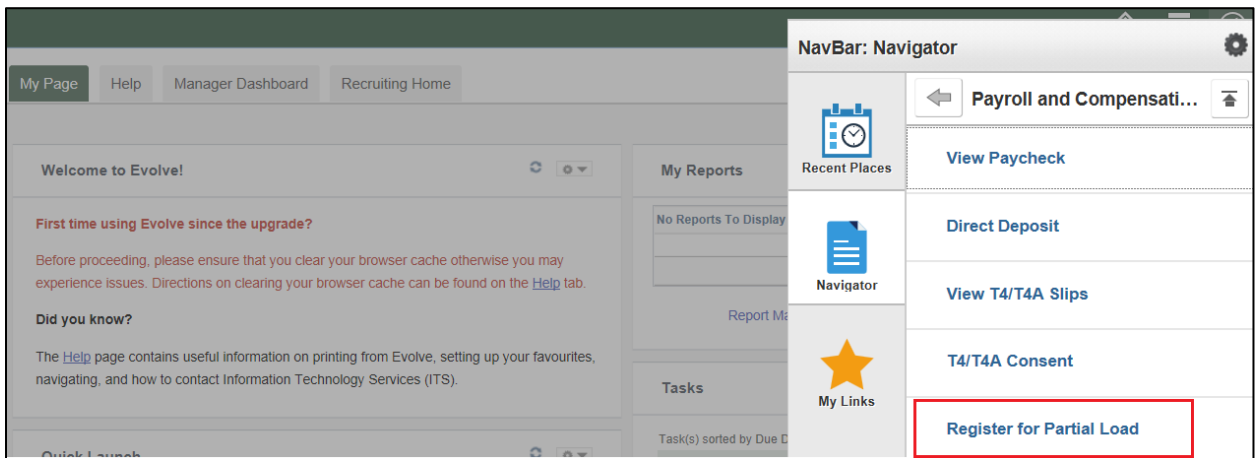 NavBar: Navigator
My Page
Help
Manager Dashboard
Recruiting Home
Welcome to Evolve!
First time using Evolve since the upgrade?
Before proceeding, please ensure that you clear your browser cache otherwise you may
experience issues. Directions on clearing your browser cache can be found on the Help tab.
Did you know?
The Help page contains useful information on printing from Evolve, setting up your favourites,
navigating, and how to contact Information Technology Services (ITS).
Quick Launch
My Reports
No Reports To Display
Report Ma
Tasks
Task(s) sorted by Due D
Recent Places
Navigator
My Links
Payroll and Compensati...
View Paycheck
Direct Deposit
View T4/T4A Slips
T4/T4A Consent
Register for Partial Load